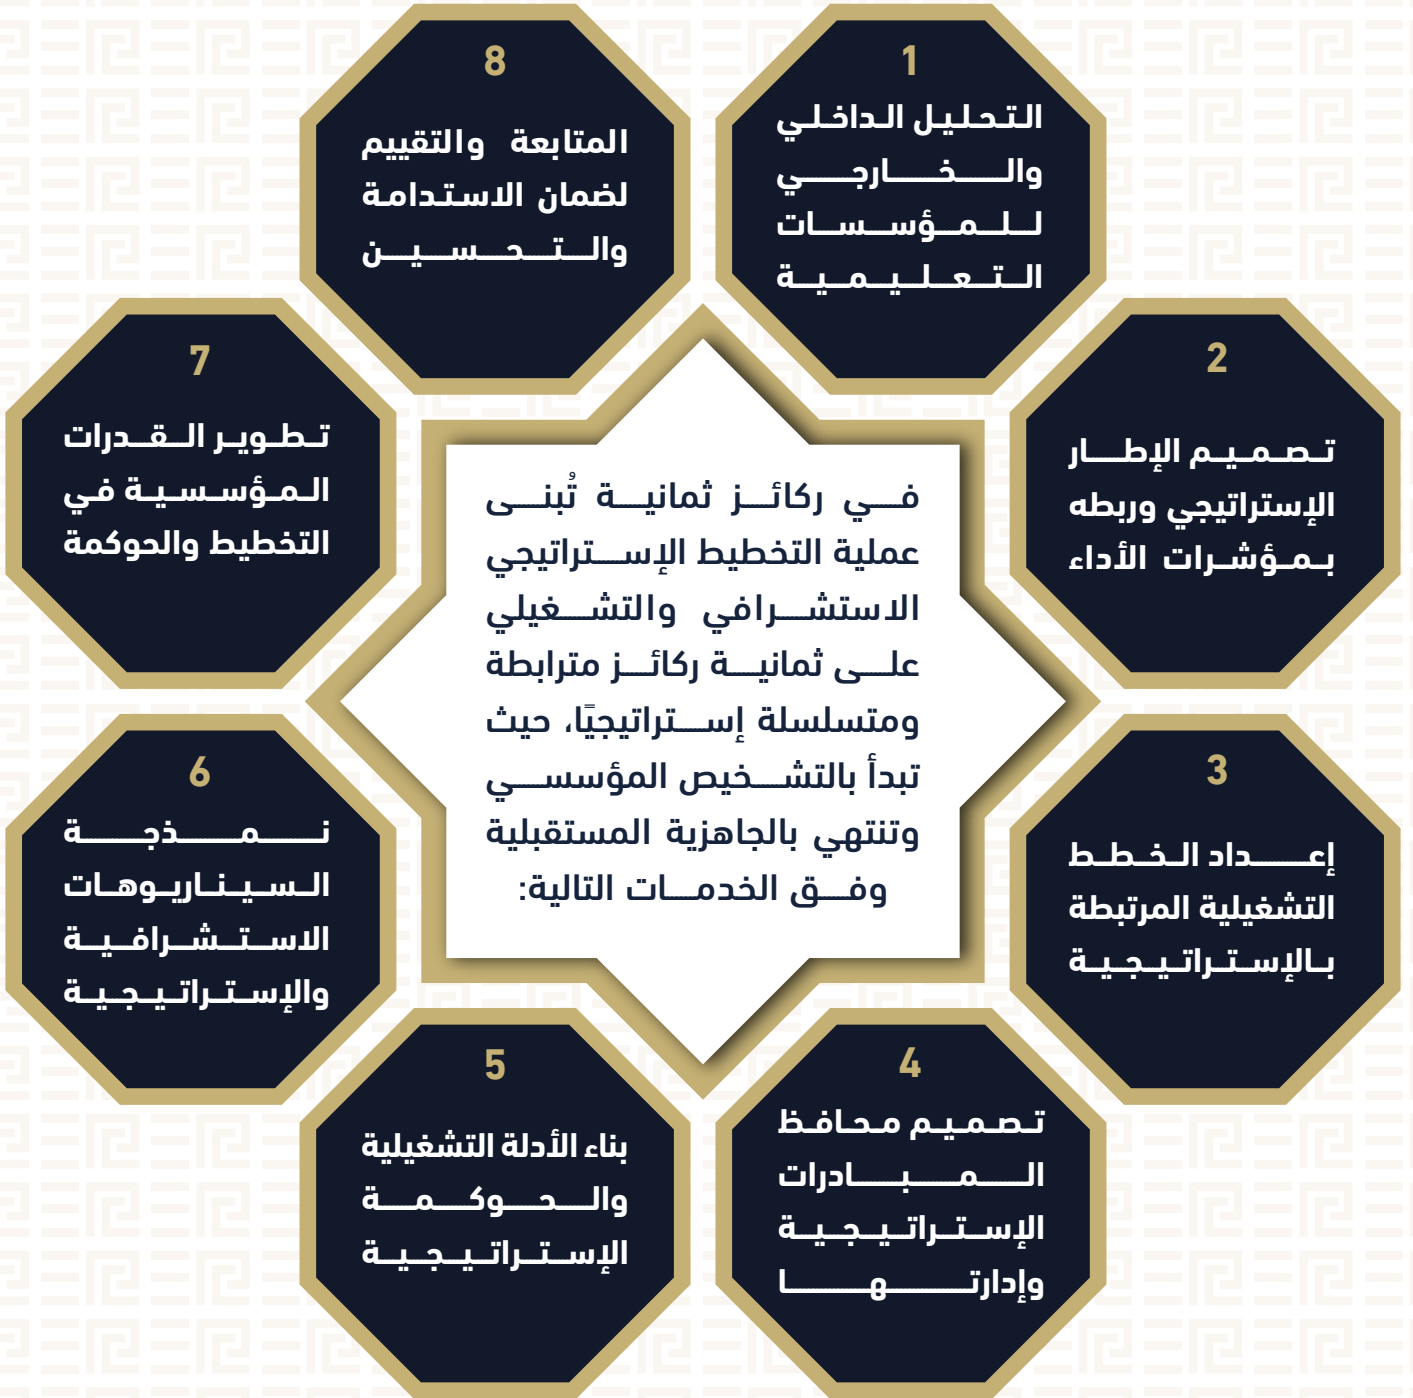 في ركائز ثمانية تُبنى
عملية التخطيط الإستراتيجي
الاستشرافي والتشغيلي
على ثمانية ركائز مترابطة
ومتسلسلة إستراتيجيًا، حيث
تبدأ بالتشخيص المؤسسي
وتنتهي بالجاهزية المستقبلية
وفق الخدمات التالية:
1
التحليل الداخلي
والخارجي
للمؤسسات
التعليمية
2
تصميم الإطار
الإستراتيجي وربطه
بمؤشرات الأداء
3
إعداد الخطط
التشغيلية المرتبطة
بالإستراتيجية
4
تصميم محافظ
المبادرات
الإستراتيجية
وإدارتها
5
بناء الأدلة التشغيلية
والحوكمة
الإستراتيجية
6
نمذجة
السيناريوهات
الاستشرافية
والإستراتيجية
7
تطوير القدرات
المؤسسية في
التخطيط والحوكمة
8
المتابعة والتقييم
لضمان الاستدامة
والتحسين